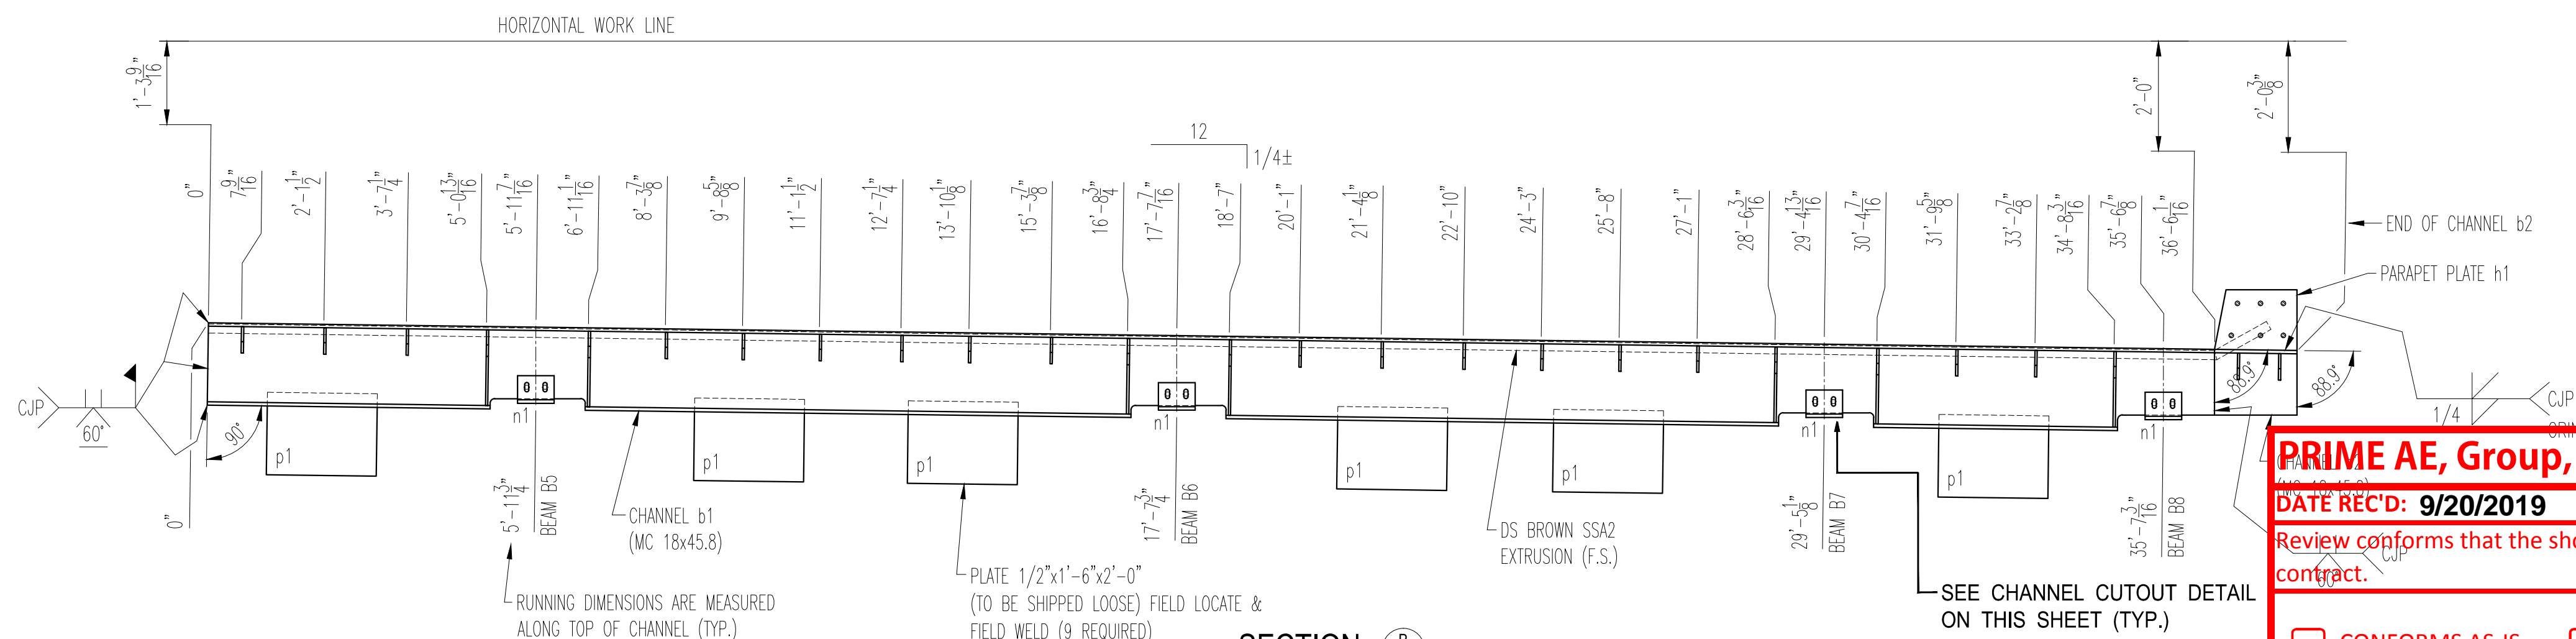 HORIZONTAL WORK LINE
1'-3 9/16"
2'-0"
2'-0 3/8"
12
1/4±
0"
7 9/16"
2'-1 1/2"
3'-7 1/4"
5'-0 13/16"
5'-11 7/16"
6'-11 1/16"
8'-3 7/8"
9'-8 5/8"
11'-1 1/2"
12'-7 1/4"
13'-10 1/8"
15'-3 7/8"
16'-8 3/4"
17'-7 7/16"
18'-7"
20'-1"
21'-4 1/8"
22'-10"
24'-3"
25'-8"
27'-1"
28'-6 3/16"
29'-4 13/16"
30'-4 7/16"
31'-9 5/8"
33'-2 7/8"
34'-8 3/16"
35'-6 7/8"
36'-6 1/16"
END OF CHANNEL b2
PARAPET PLATE h1
CJP
60°
90°
n1
n1
n1
n1
88.9°
88.9°
1/4
CJP
p1
p1
p1
p1
p1
p1
0"
5'-11 3/4"
BEAM B5
CHANNEL b1
(MC 18x45.8)
17'-7 3/4"
BEAM B6
DS BROWN SSA2
EXTRUSION (F.S.)
29'-5 1/8"
BEAM B7
35'-7 3/16"
BEAM B8
RUNNING DIMENSIONS ARE MEASURED
ALONG TOP OF CHANNEL (TYP.)
PLATE 1/2"x1'-6"x2'-0"
(TO BE SHIPPED LOOSE) FIELD LOCATE &
FIELD WELD (9 REQUIRED)
SEE CHANNEL CUTOUT DETAIL
ON THIS SHEET (TYP.)
PRIME AE, Group,
(MC 18x45.8)
DATE REC'D: 9/20/2019
Review conforms that the
contract.
CJP
60°
CONFORMS AS IS